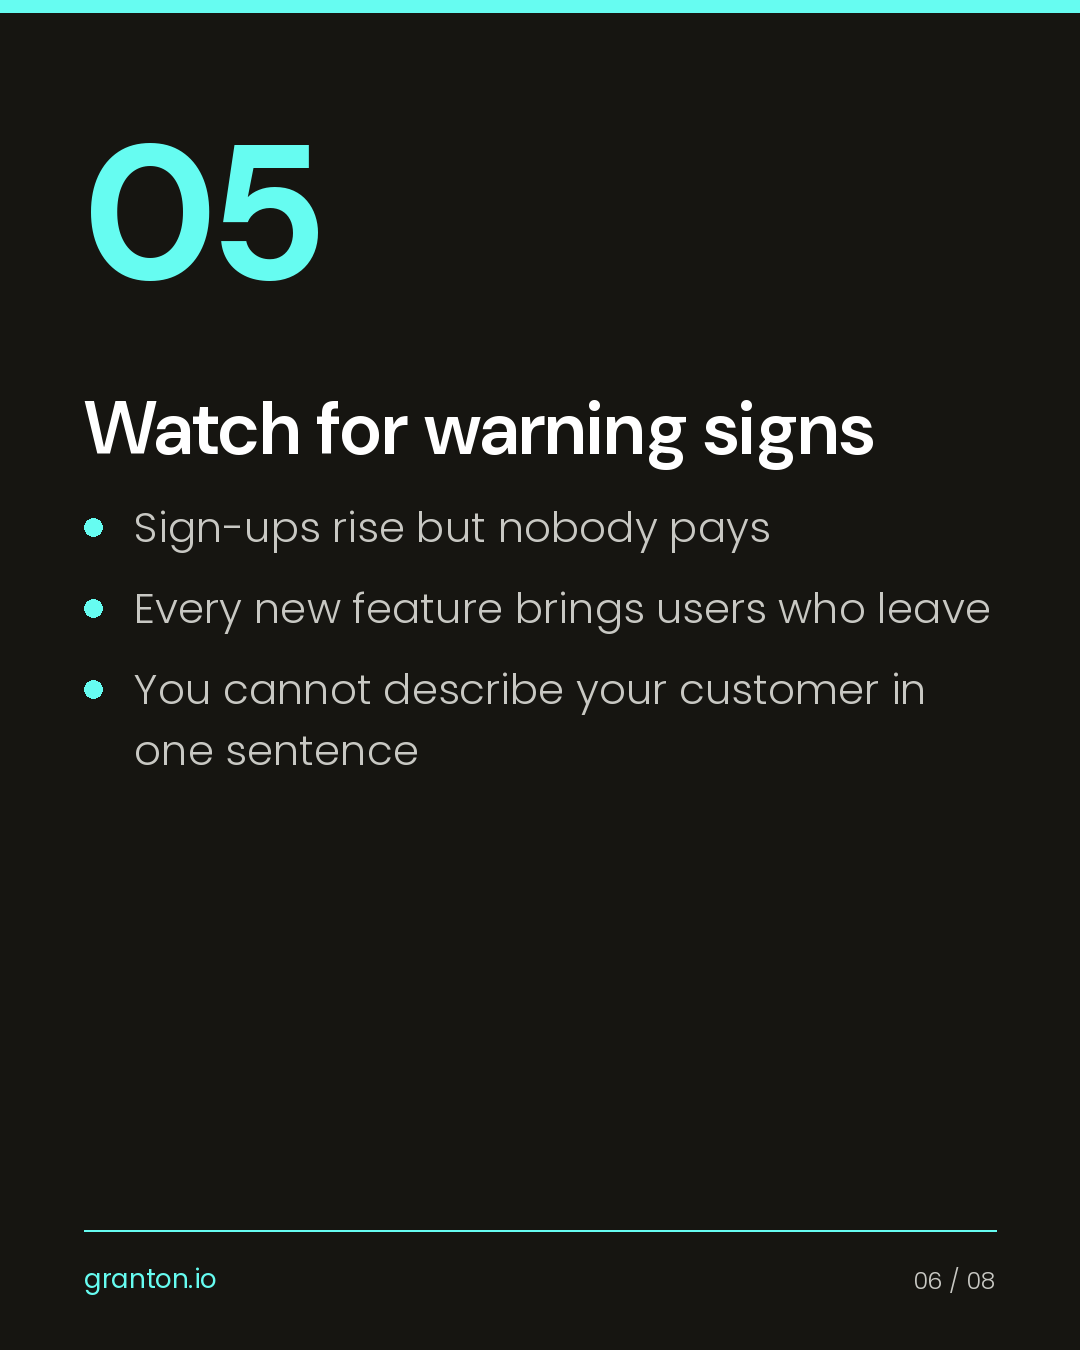 05
Watch for warning signs
Sign-ups rise but nobody pays
Every new feature brings users who leave
You cannot describe your customer in
one sentence
granton.io
06 / 08